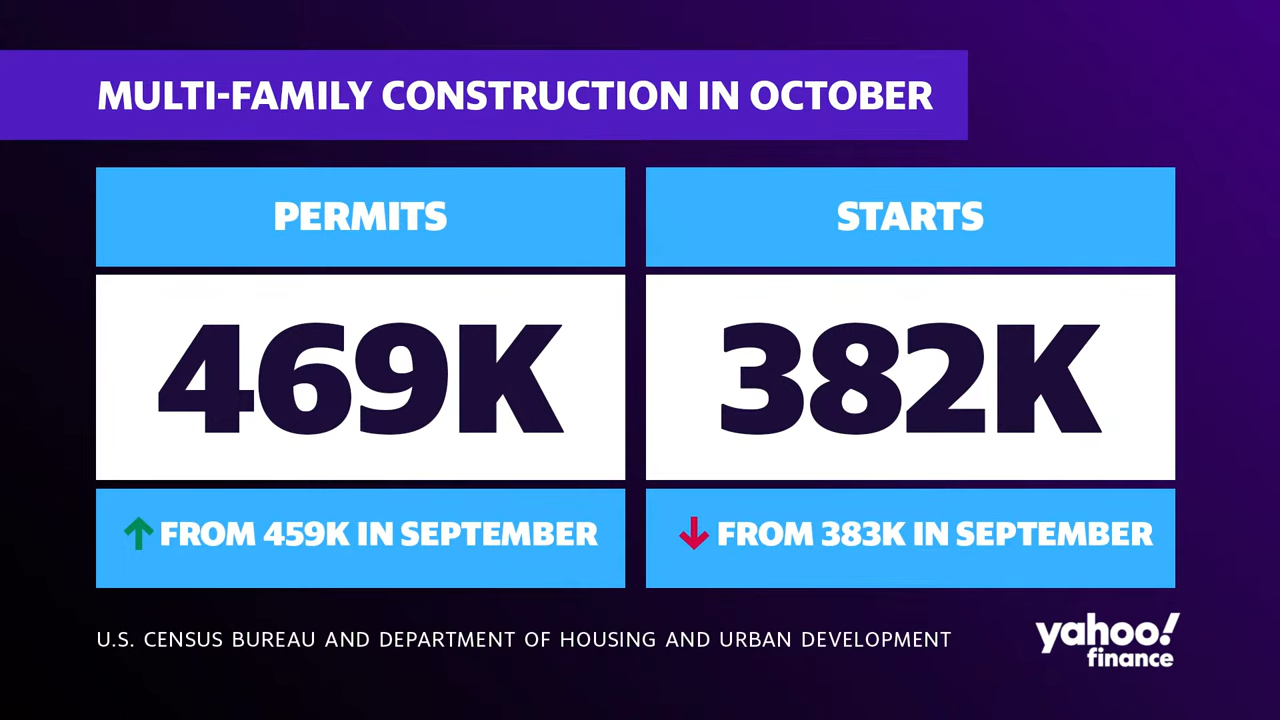 MULTI-FAMILY CONSTRUCTION IN OCTOBER
PERMITS
469K
↑ FROM 459K IN SEPTEMBER
STARTS
382K
↓ FROM 383K IN SEPTEMBER
U.S. CENSUS BUREAU AND DEPARTMENT OF HOUSING AND URBAN DEVELOPMENT
yahoo!
finance